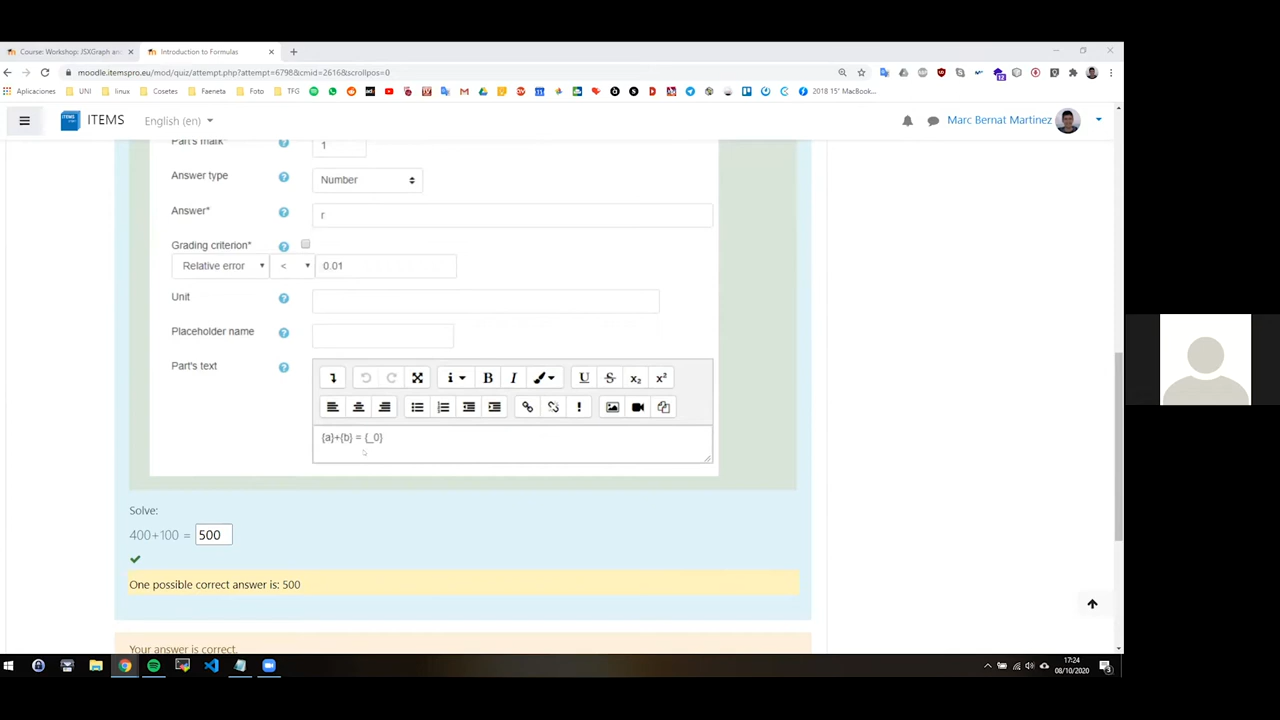 Course: Workshop: JSXGraph an
Introduction to Formulas
moodle.itemspro.eu/mod/quiz/attempt.php?attempt=6798&cmid=2616&scrollpos=0
Aplicaciones UNI linux Cosetes Faeneta Foto TFG 2018 15' MacBook...
ITEMS English (en) Marc Bernat Martinez
Part's mark* 1
Answer type Number
Answer* r
Grading criterion*
Relative error < 0.01
Unit
Placeholder name
Part's text
{a}+{b} = {_0}
Solve:
400+100 = 500
One possible correct answer is: 500
Your answer is correct.
17:24
08/10/2020